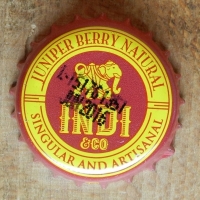 JUNIPER BERRY NATURAL
INDI
&CO
SINGULAR AND ARTISANAL